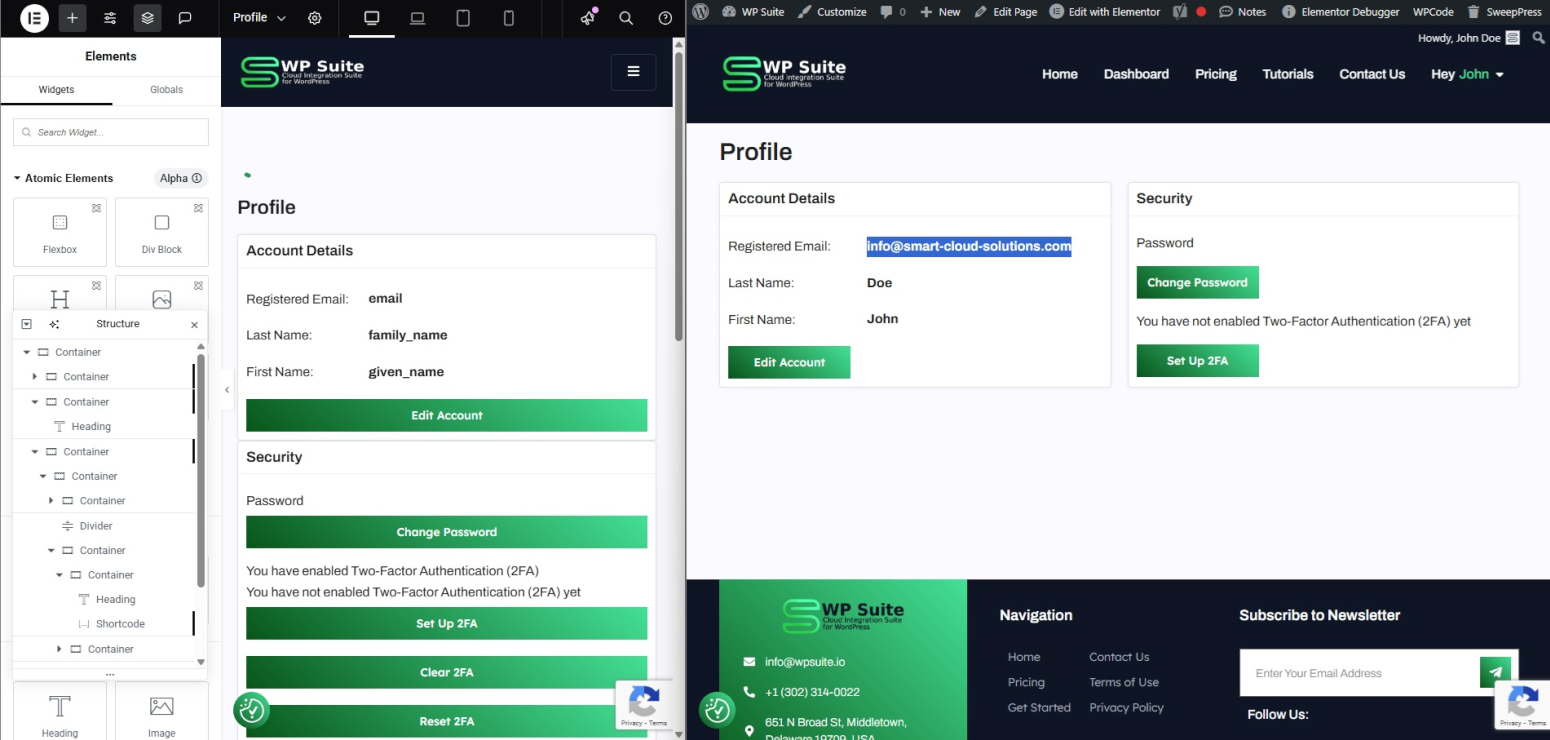 Profile
Elements
Widgets
Globals
Search Widget...
Atomic Elements
Alpha
Flexbox
Div Block
Structure
Container
Container
Container
Heading
Container
Container
Container
Divider
Container
Container
Heading
Shortcode
Container
Heading
Image
WP Suite
Cloud Integration Suite
for WordPress
Profile
Account Details
Registered Email: email
Last Name: family_name
First Name: given_name
Edit Account
Security
Password
Change Password
You have enabled Two-Factor Authentication (2FA)
You have not enabled Two-Factor Authentication (2FA) yet
Set Up 2FA
Clear 2FA
Reset 2FA
Privacy - Terms
WP Suite Customize 0 New Edit Page Edit with Elementor Notes Elementor Debugger WPCode SweepPress
Howdy, John Doe
WP Suite
Cloud Integration Suite
for WordPress
Home Dashboard Pricing Tutorials Contact Us Hey John
Profile
Account Details
Registered Email: info@smart-cloud-solutions.com
Last Name: Doe
First Name: John
Edit Account
Security
Password
Change Password
You have not enabled Two-Factor Authentication (2FA) yet
Set Up 2FA
WP Suite
Cloud Integration Suite
for WordPress
info@wpsuite.io
+1 (302) 314-0022
651 N Broad St, Middletown,
Delaware 19709, USA
Navigation
Home
Pricing
Get Started
Contact Us
Terms of Use
Privacy Policy
Subscribe to Newsletter
Enter Your Email Address
Follow Us:
Privacy - Terms